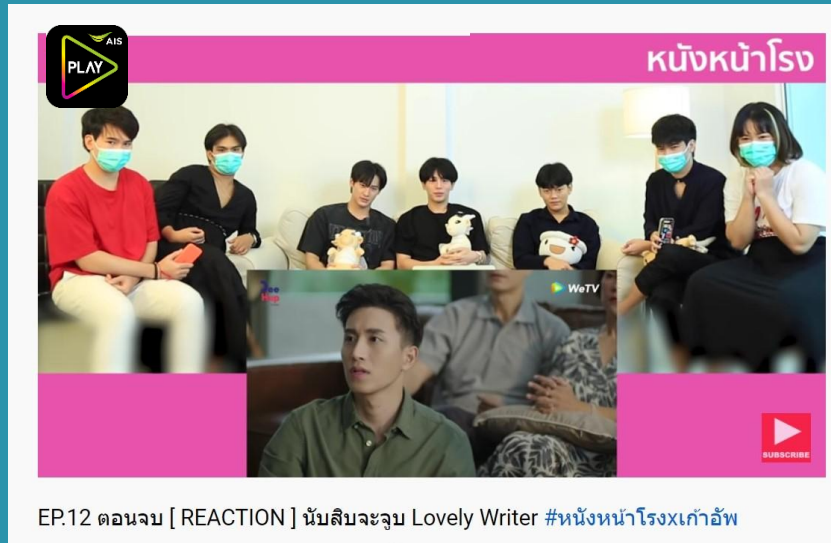 AIS
PLAY
หนังหน้าโรง
WeTV
SUBSCRIBE
EP.12 ตอนจบ [ REACTION ] นับสิบจะจูบ Lovely Writer #หนังหน้าโรงxเก้าอัพ